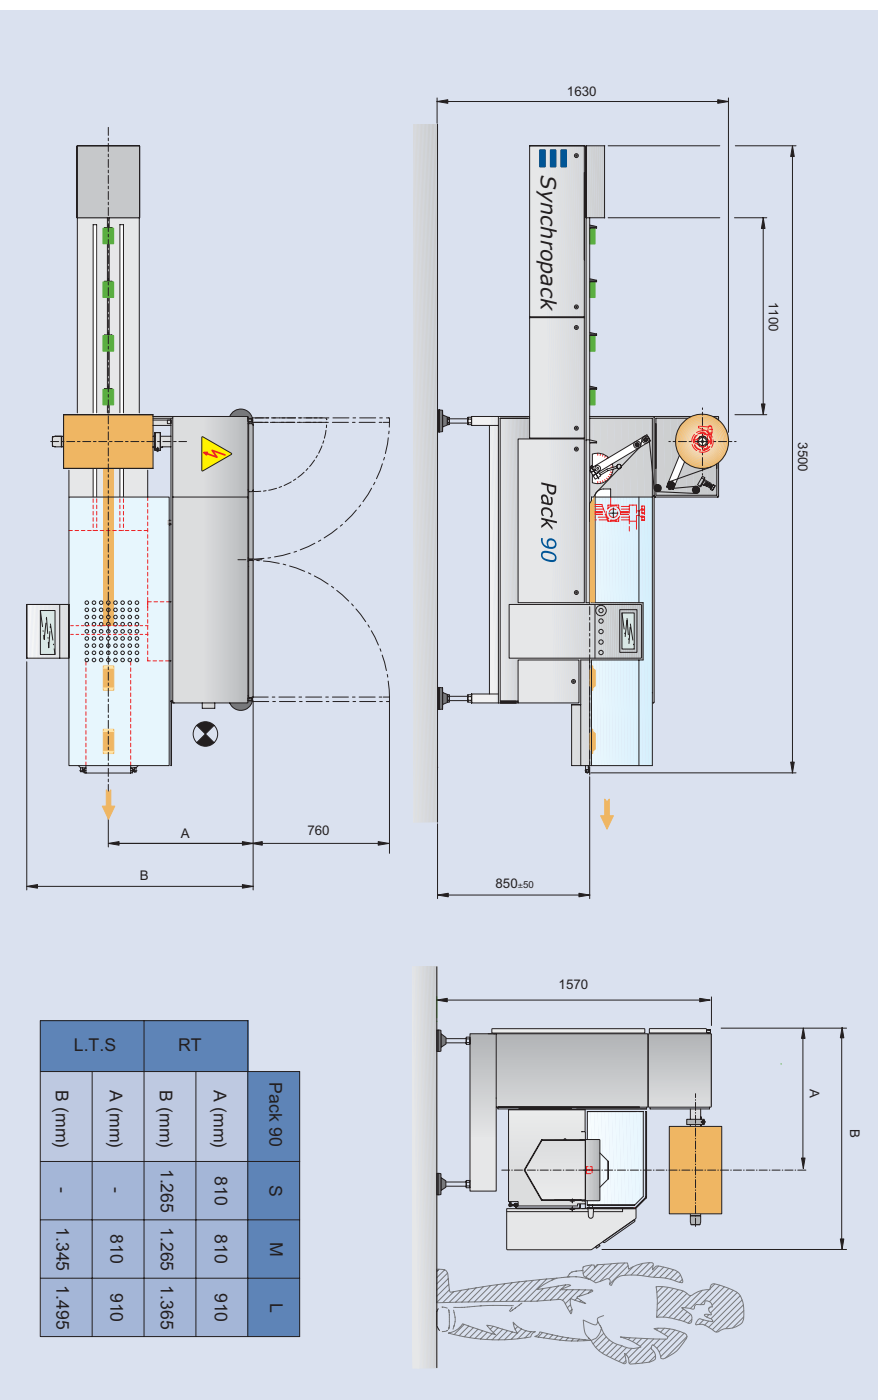 1630
Synchropack
1100
3500
Pack 90
850±50
A
760
B
1570
A
B
Pack 90 S M L
RT A (mm) 810 810 910
B (mm) 1.265 1.265 1.365
L.T.S A (mm) - 810 910
B (mm) - 1.345 1.495